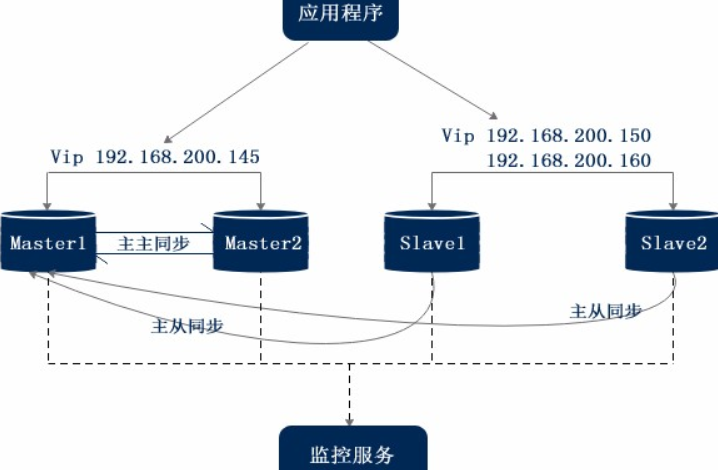 应用程序
Vip 192.168.200.145
Vip 192.168.200.150
192.168.200.160
Master1
主主同步
Master2
Slave1
Slave2
主从同步
主从同步
监控服务